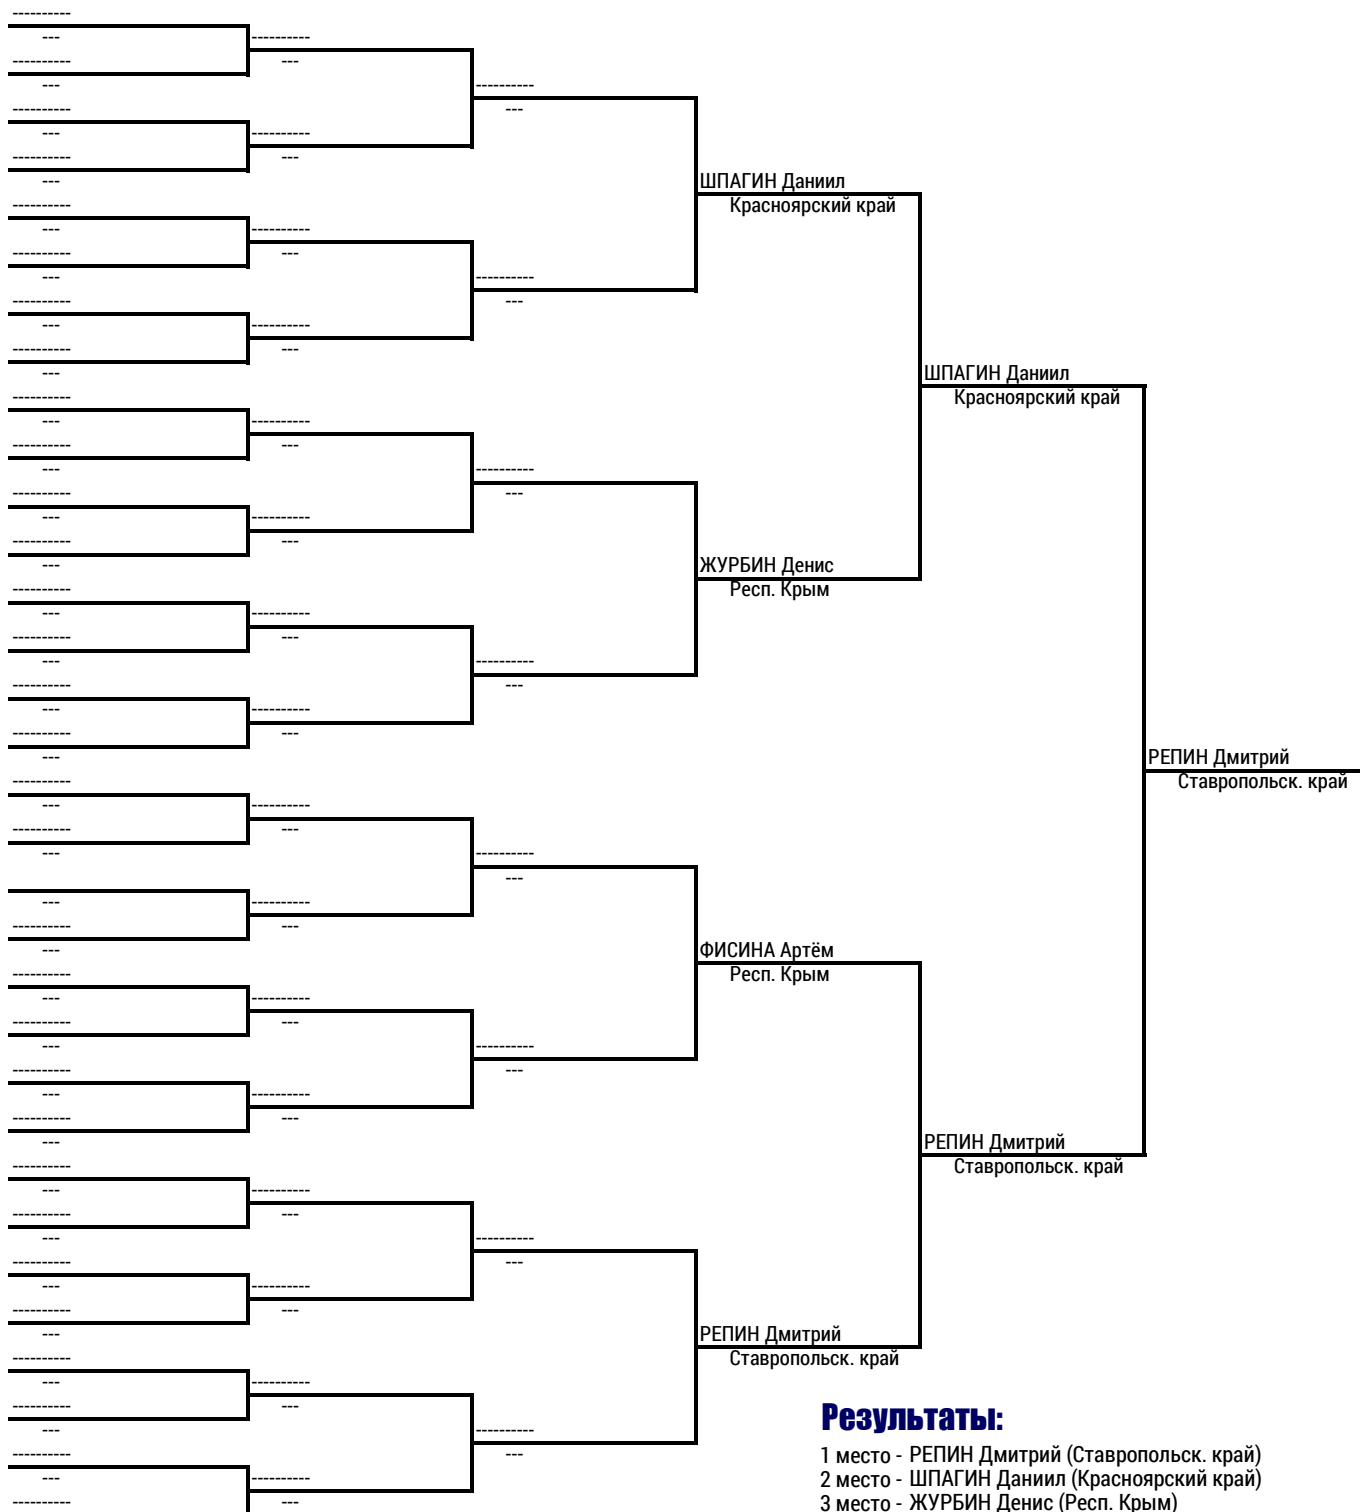 ШПАГИН Даниил
Красноярский край
ШПАГИН Даниил
Красноярский край
ЖУРБИН Денис
Респ. Крым
РЕПИН Дмитрий
Ставропольск. край
ФИСИНА Артём
Респ. Крым
РЕПИН Дмитрий
Ставропольск. край
РЕПИН Дмитрий
Ставропольск. край
Результаты:
1 место - РЕПИН Дмитрий (Ставропольск. край)
2 место - ШПАГИН Даниил (Красноярский край)
3 место - ЖУРБИН Денис (Респ. Крым)